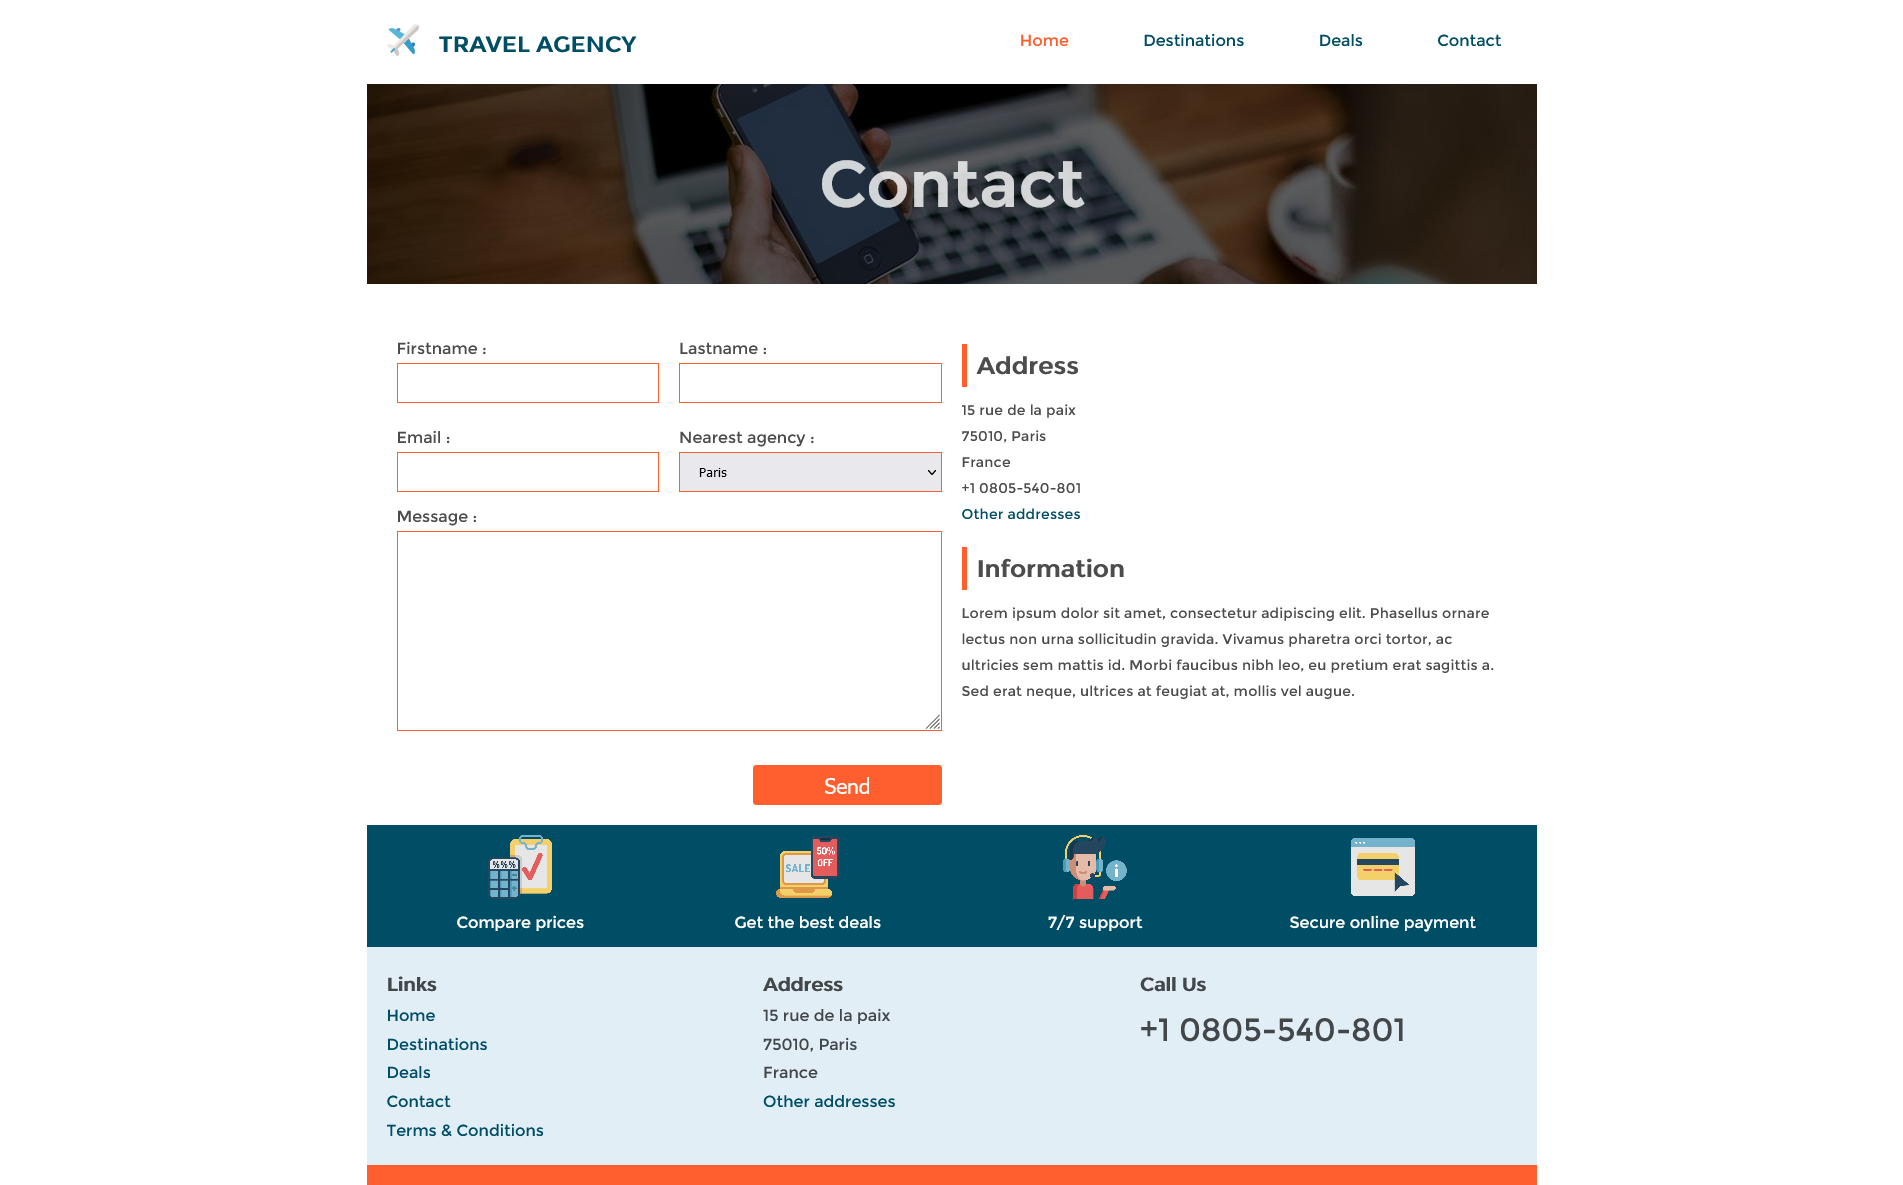 TRAVEL AGENCY
Home
Destinations
Deals
Contact
Contact
Firstname :
Lastname :
Email :
Nearest agency :
Paris
Message :
Send
Address
15 rue de la paix
75010, Paris
France
+1 0805-540-801
Other addresses
Information
Lorem ipsum dolor sit amet, consectetur adipiscing elit. Phasellus ornare
lectus non urna sollicitudin gravida. Vivamus pharetra orci tortor, ac
ultricies sem mattis id. Morbi faucibus nibh leo, eu pretium erat sagittis a.
Sed erat neque, ultrices at feugiat at, mollis vel augue.
%%%
Compare prices
SALE
50%
OFF
Get the best deals
i
7/7 support
Secure online payment
Links
Home
Destinations
Deals
Contact
Terms & Conditions
Address
15 rue de la paix
75010, Paris
France
Other addresses
Call Us
+1 0805-540-801